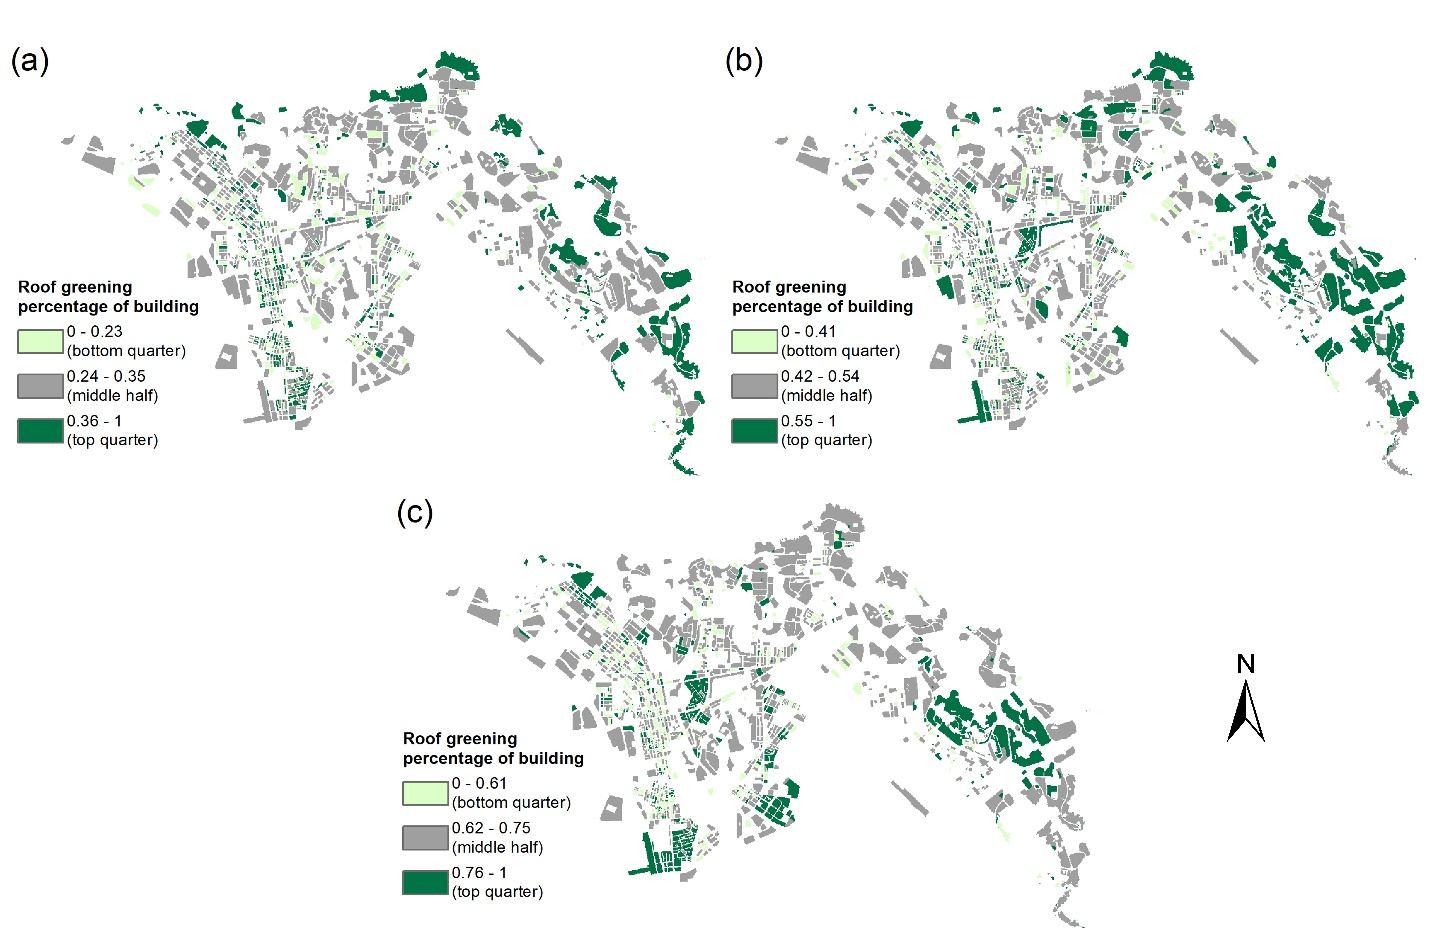 (a)
Roof greening
percentage of building
0 - 0.23
(bottom quarter)
0.24 - 0.35
(middle half)
0.36 - 1
(top quarter)
(b)
Roof greening
percentage of building
0 - 0.41
(bottom quarter)
0.42 - 0.54
(middle half)
0.55 - 1
(top quarter)
(c)
Roof greening
percentage of building
0 - 0.61
(bottom quarter)
0.62 - 0.75
(middle half)
0.76 - 1
(top quarter)
N